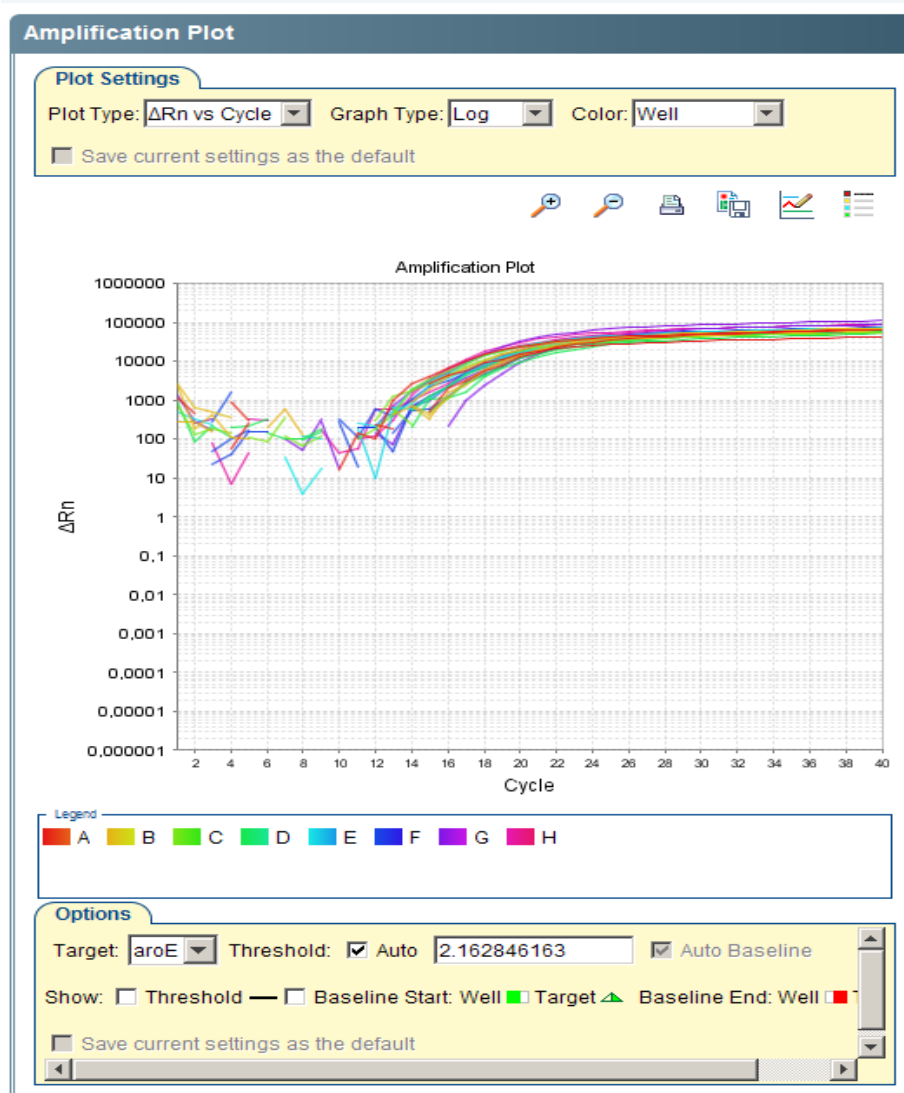 Amplification Plot
Plot Settings
Plot Type: ΔRn vs Cycle Graph Type: Log Color: Well
Save current settings as the default
Amplification Plot
1000000
100000
10000
1000
100
10
1
0,1
0,01
0,001
0,0001
0,00001
0,000001
ΔRn
2 4 6 8 10 12 14 16 18 20 22 24 26 28 30 32 34 36 38 40
Cycle
Legend
A B C D E F G H
Options
Target: aroE Threshold: Auto 2.162846163 Auto Baseline
Show: Threshold Baseline Start: Well Target Baseline End: Well
Save current settings as the default